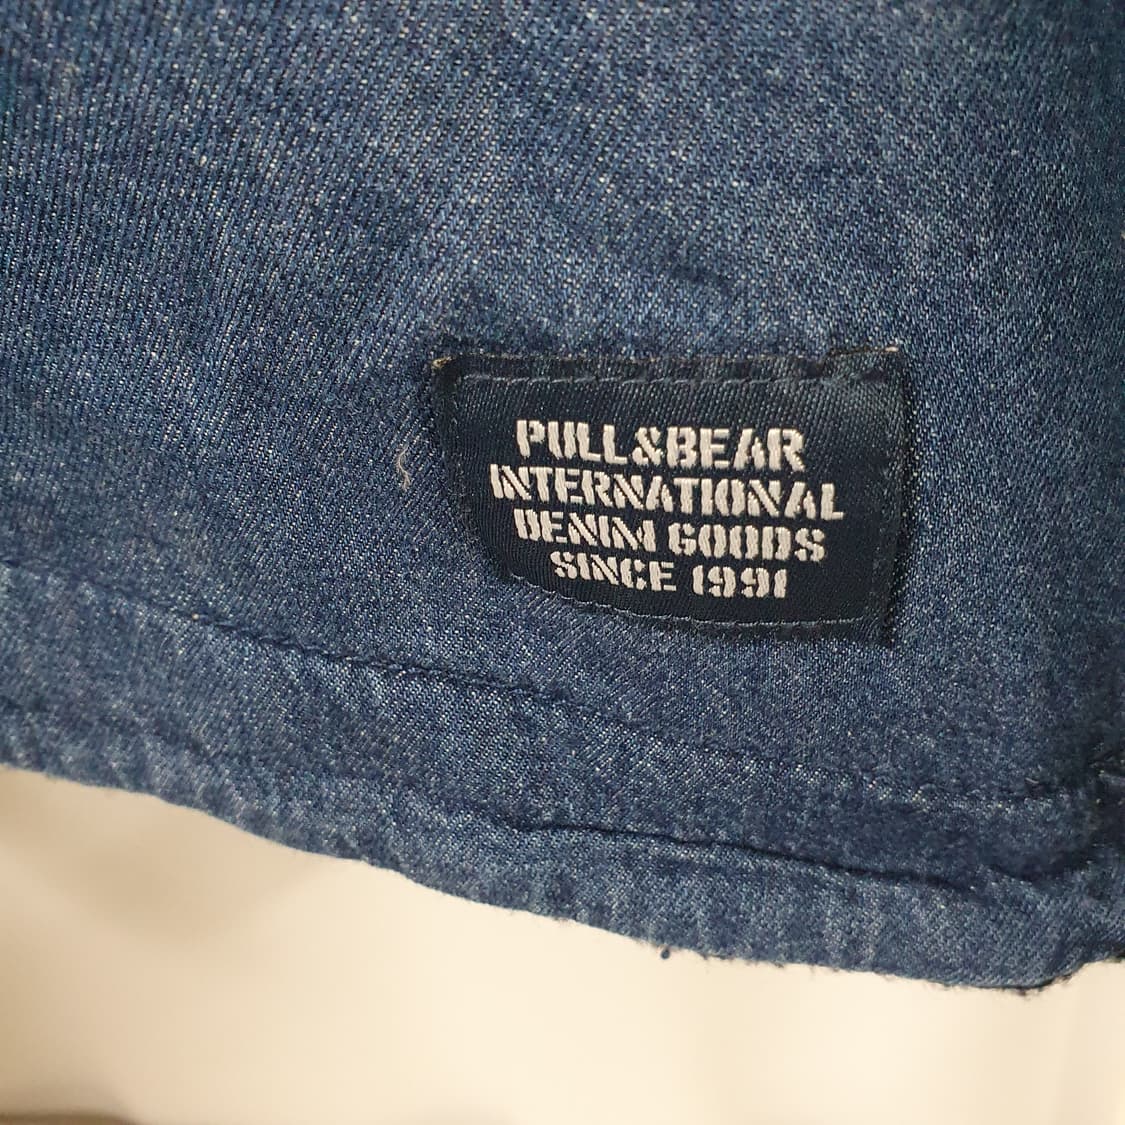 PULL&BEAR
INTERNATIONAL
DENIM GOODS
SINCE 1991